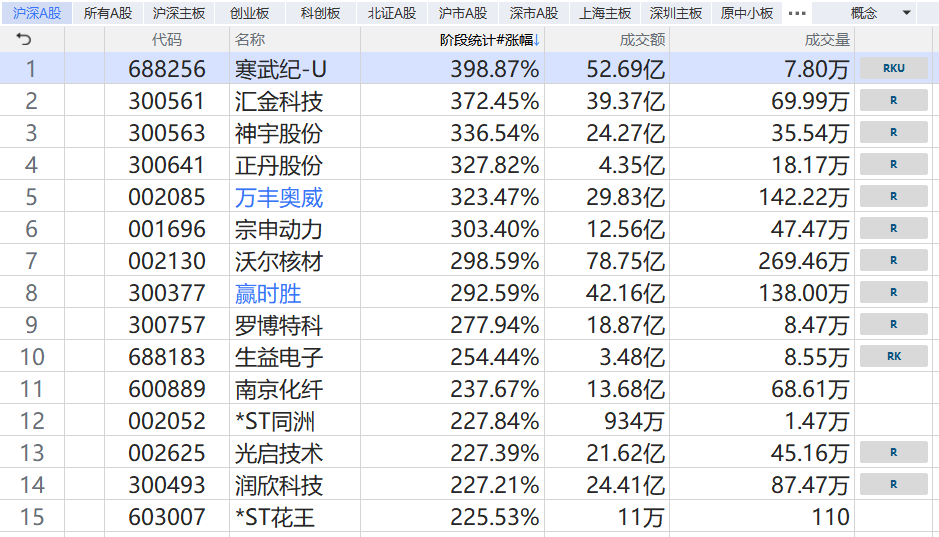 沪深A股 所有A股 沪深主板 创业板 科创板 北证A股 沪市A股 深市A股 上海主板 深圳主板 原中小板 ••• 概念
代码 名称 阶段统计#涨幅↓ 成交额 成交量
1 688256 寒武纪-U 398.87% 52.69亿 7.80万 RKU
2 300561 汇金科技 372.45% 39.37亿 69.99万 R
3 300563 神宇股份 336.54% 24.27亿 35.54万 R
4 300641 正丹股份 327.82% 4.35亿 18.17万 R
5 002085 万丰奥威 323.47% 29.83亿 142.22万 R
6 001696 宗申动力 303.40% 12.56亿 47.47万 R
7 002130 沃尔核材 298.59% 78.75亿 269.46万 R
8 300377 赢时胜 292.59% 42.16亿 138.00万 R
9 300757 罗博特科 277.94% 18.87亿 8.47万 R
10 688183 生益电子 254.44% 3.48亿 8.55万 RK
11 600889 南京化纤 237.67% 13.68亿 68.61万
12 002052 *ST同洲 227.84% 934万 1.47万
13 002625 光启技术 227.39% 21.62亿 45.16万 R
14 300493 润欣科技 227.21% 24.41亿 87.47万 R
15 603007 *ST花王 225.53% 11万 110